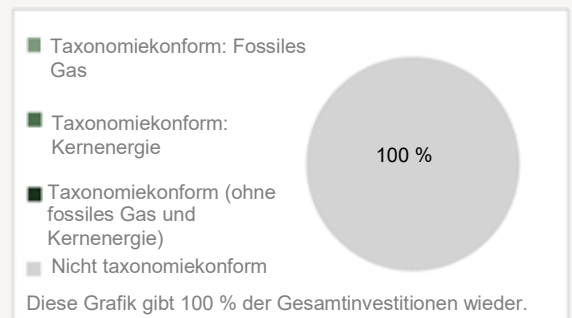 Taxonomiekonform: Fossiles
Gas
Taxonomiekonform:
Kernenergie
Taxonomiekonform (ohne
fossiles Gas und
Kernenergie)
Nicht taxonomiekonform
100 %
Diese Grafik gibt 100 % der Gesamtinvestitionen wieder.